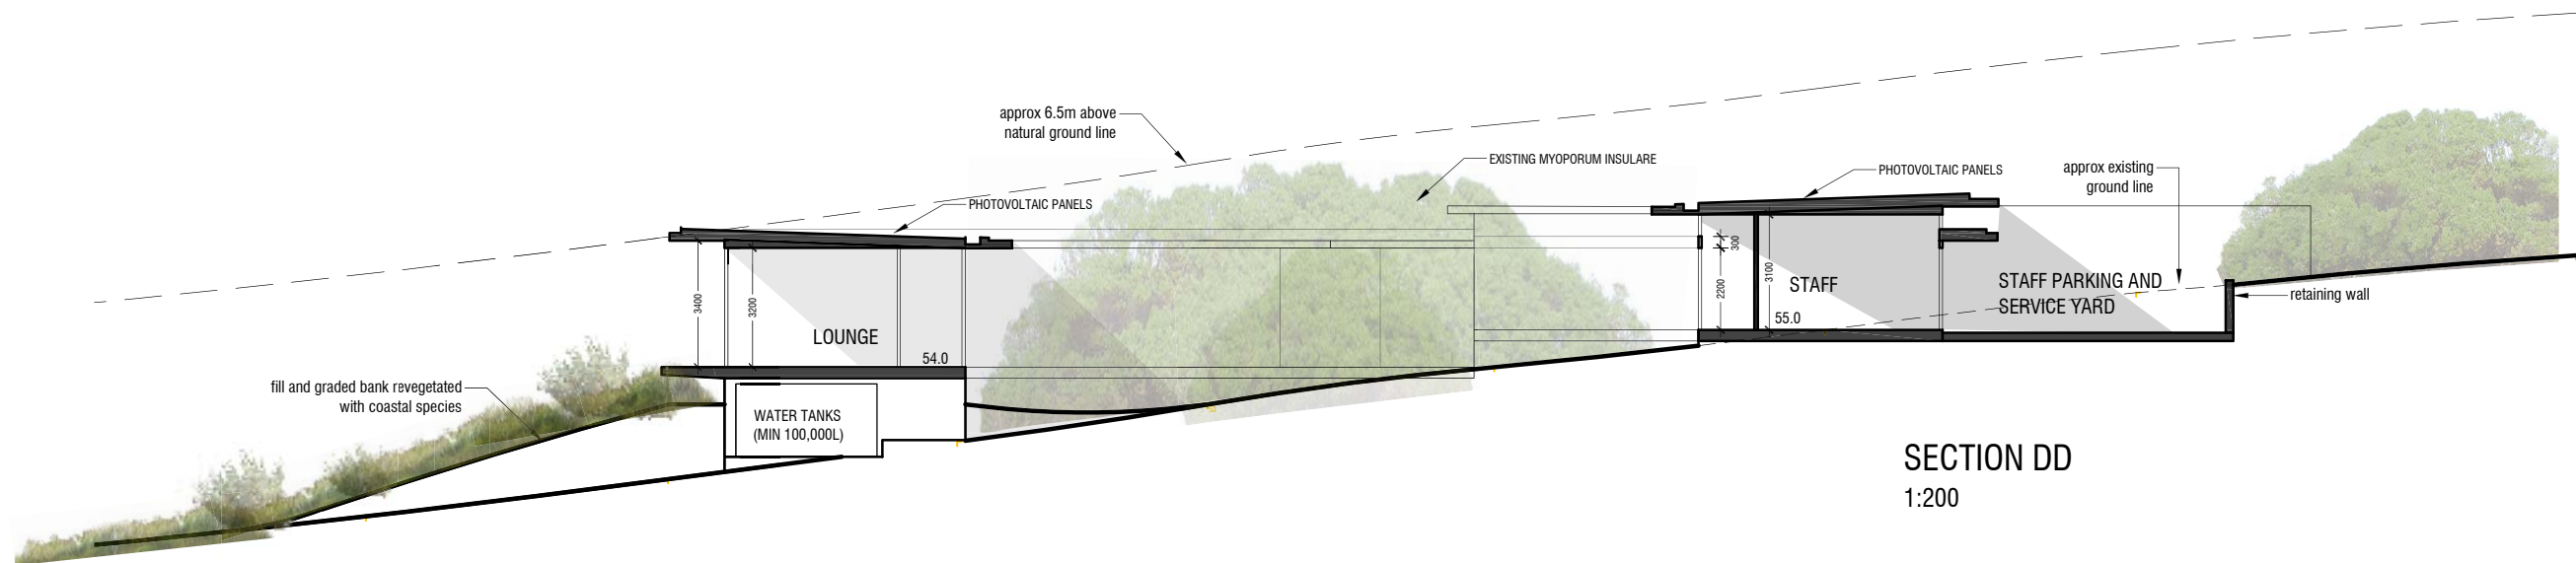 approx 6.5m above
natural ground line
EXISTING MYOPORUM INSULARE
PHOTOVOLTAIC PANELS
approx existing
ground line
PHOTOVOLTAIC PANELS
300
3400
3200
2200
3100
STAFF
STAFF PARKING AND
SERVICE YARD
retaining wall
55.0
LOUNGE
54.0
fill and graded bank revegetated
with coastal species
WATER TANKS
(MIN 100,000L)
SECTION DD
1:200